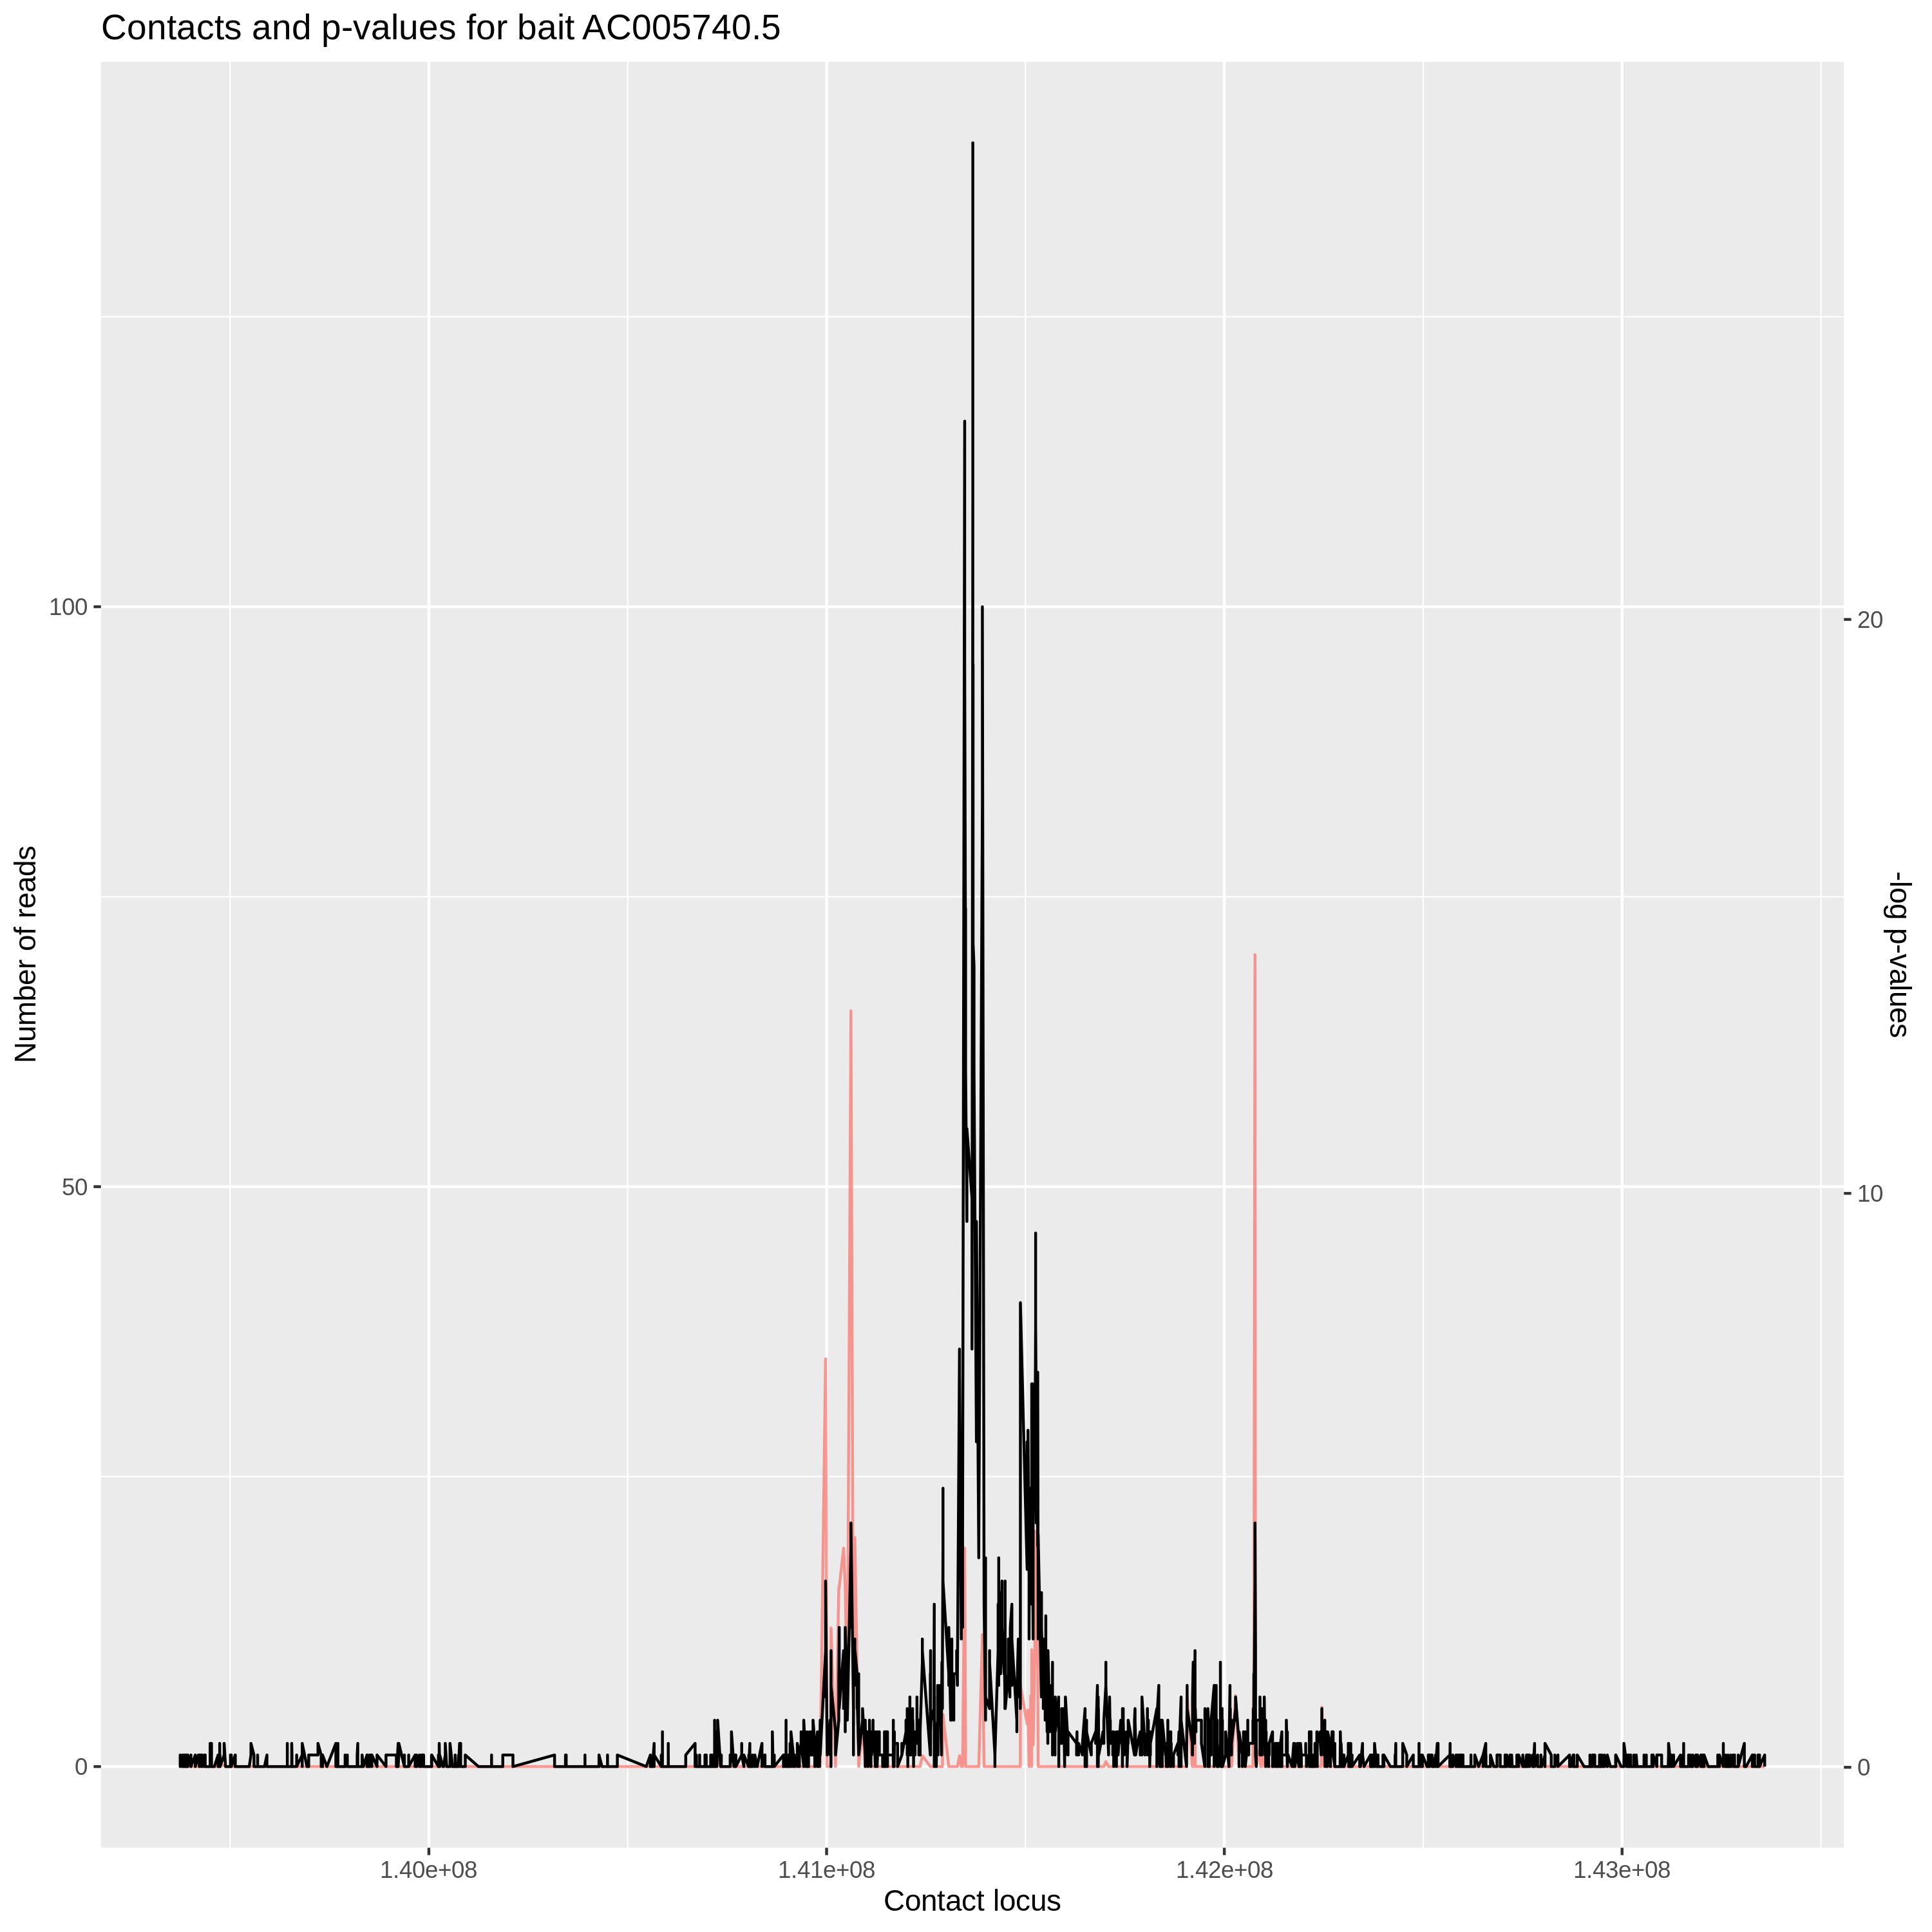 Contacts and p-values for bait AC005740.5
Number of reads
100
50
0
20
10
0
-log p-values
1.40e+08
1.41e+08
1.42e+08
1.43e+08
Contact locus